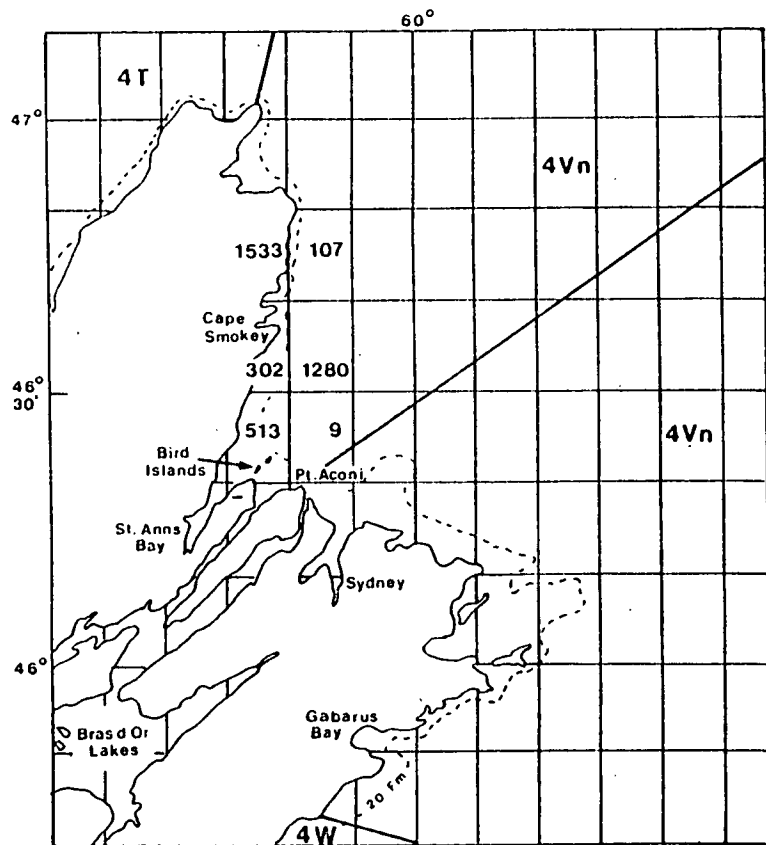 60°
4T
47°
4Vn
1533 107
Cape
Smokey
302 1280
46°
30'
513 9
4Vn
Bird
Islands
Pt. Aconi
St. Anns
Bay
Sydney
46°
Gabarus
Bay
Bras d Or
Lakes
20 Fm
4W